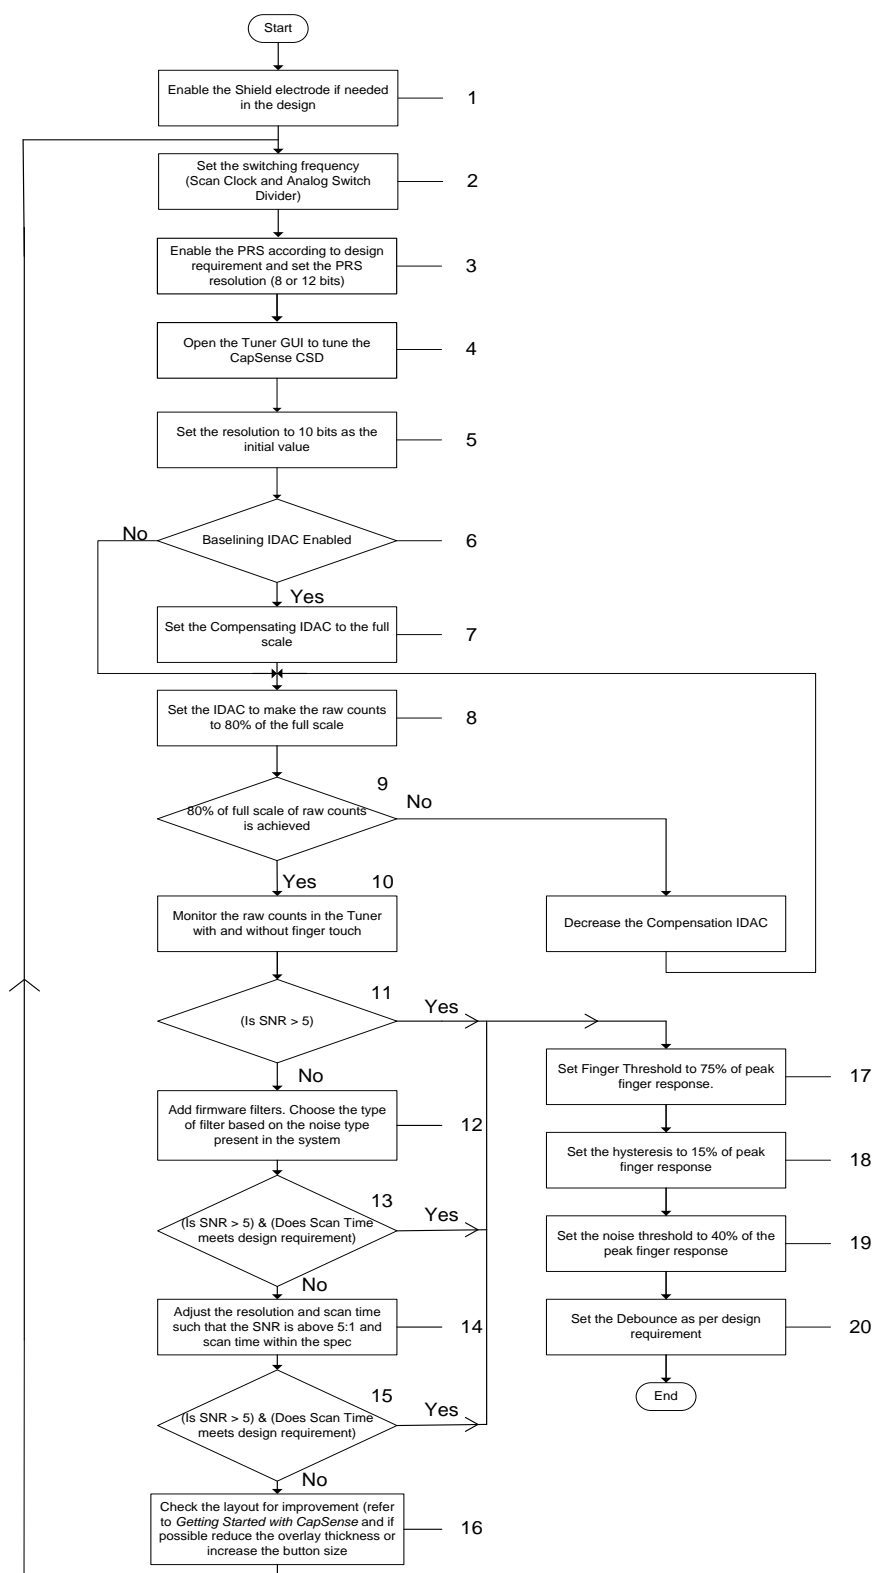 Start
Enable the Shield electrode if needed
in the design
1
Set the switching frequency
(Scan Clock and Analog Switch
Divider)
2
Enable the PRS according to design
requirement and set the PRS
resolution (8 or 12 bits)
3
Open the Tuner GUI to tune the
CapSense CSD
4
Set the resolution to 10 bits as the
initial value
5
No
Baselining IDAC Enabled
6
Yes
Set the Compensating IDAC to the full
scale
7
Set the IDAC to make the raw counts
to 80% of the full scale
8
9
80% of full scale of raw counts
is achieved
No
Yes
10
Monitor the raw counts in the Tuner
with and without finger touch
Decrease the Compensation IDAC
11
(Is SNR > 5)
Yes
No
Add firmware filters. Choose the type
of filter based on the noise type
present in the system
12
13
(Is SNR > 5) & (Does Scan Time
meets design requirement)
Yes
No
Adjust the resolution and scan time
such that the SNR is above 5:1 and
scan time within the spec
14
15
(Is SNR > 5) & (Does Scan Time
meets design requirement)
Yes
No
Check the layout for improvement (refer
to Getting Started with CapSense and if
possible reduce the overlay thickness or
increase the button size
16
Set Finger Threshold to 75% of peak
finger response.
17
Set the hysteresis to 15% of peak
finger response
18
Set the noise threshold to 40% of the
peak finger response
19
Set the Debounce as per design
requirement
20
End